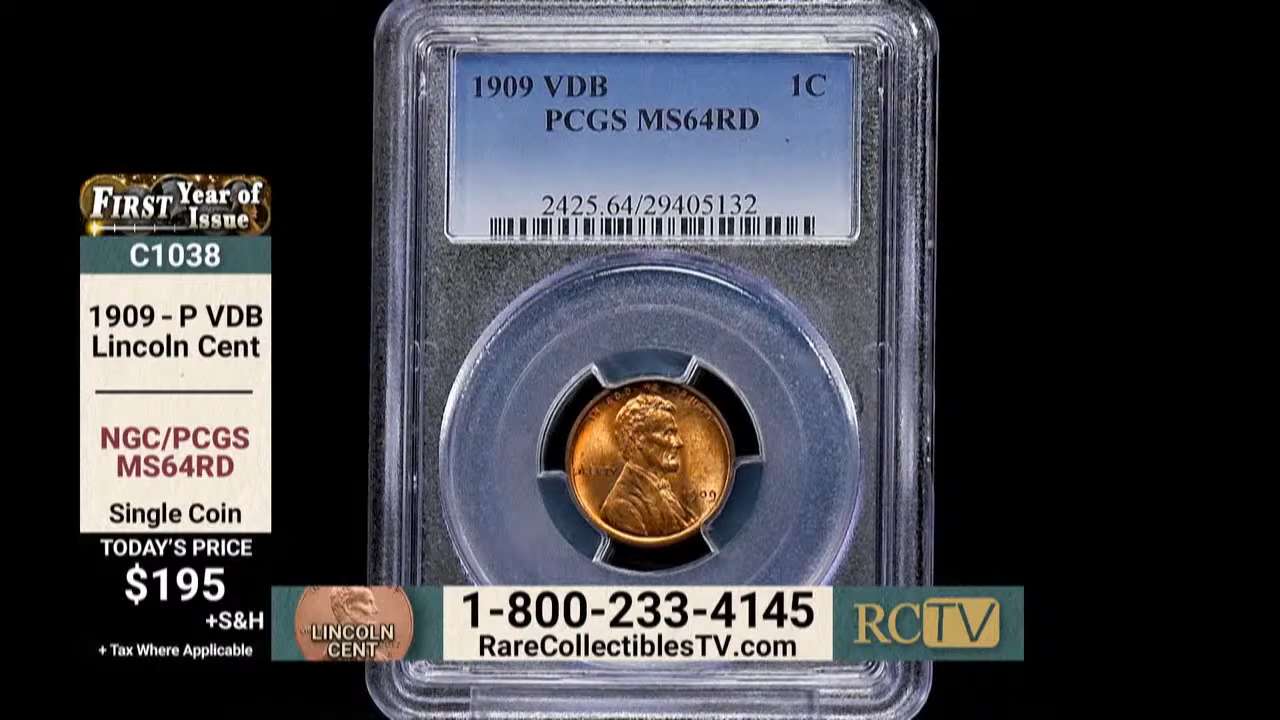 1909 VDB 1C
PCGS MS64RD
2425.64/29405132
FIRST Year of
Issue
C1038
1909 - P VDB
Lincoln Cent
NGC/PCGS
MS64RD
Single Coin
TODAY'S PRICE
$195
+S&H
+ Tax Where Applicable
LIBERTY
1909
LINCOLN
CENT
1-800-233-4145
RareCollectiblesTV.com
RCTV